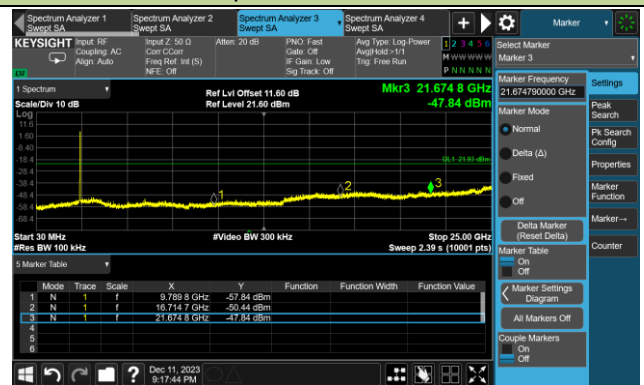 Spectrum Analyzer 1
Swept SA
Spectrum Analyzer 2
Swept SA
Spectrum Analyzer 3
Swept SA
Spectrum Analyzer 4
Swept SA
Marker
KEYSIGHT
Input: RF
Coupling: AC
Align: Auto
Input Z: 50 Ω
Corr CCorr
Freq Ref: Int (S)
NFE: Off
Atten: 20 dB
PNO: Fast
Gate: Off
IF Gain: Low
Sig Track: Off
Avg Type: Log-Power
Avg|Hold:>1/1
Trig: Free Run
1 2 3 4 5 6
M W W W W W
P N N N N N
Select Marker
Marker 3
1 Spectrum
Scale/Div 10 dB
Ref Lvl Offset 11.60 dB
Ref Level 21.60 dBm
Mkr3 21.674 8 GHz
-47.84 dBm
Log
11.6
1.60
-8.40
-18.4
-28.4
-38.4
-48.4
-58.4
-68.4
DL1 -21.93 dBm
1
2
3
Start 30 MHz
#Res BW 100 kHz
#Video BW 300 kHz
Stop 25.00 GHz
Sweep 2.39 s (10001 pts)
5 Marker Table
Mode Trace Scale X Y Function Function Width Function Value
1 N 1 f 9.789 8 GHz -57.84 dBm
2 N 1 f 16.714 7 GHz -50.44 dBm
3 N 1 f 21.674 8 GHz -47.84 dBm
4
5
6
Marker Frequency
21.674790000 GHz
Marker Mode
Normal
Delta (Δ)
Fixed
Off
Delta Marker
(Reset Delta)
Marker Table
On
Off
Marker Settings
Diagram
All Markers Off
Couple Markers
On
Off
Settings
Peak
Search
Pk Search
Config
Properties
Marker
Function
Marker→
Counter
?
Dec 11, 2023
9:17:44 PM